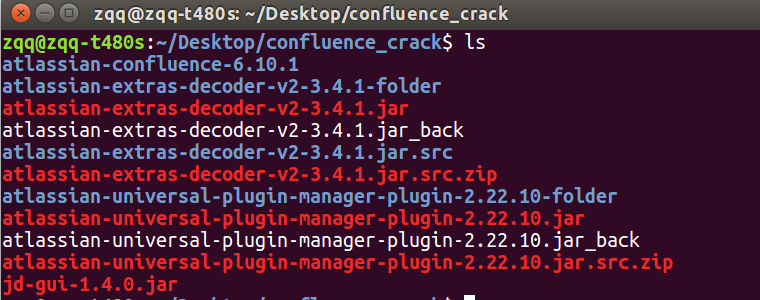 zqq@zqq-t480s: ~/Desktop/confluence_crack
zqq@zqq-t480s:~/Desktop/confluence_crack$ ls
atlassian-confluence-6.10.1
atlassian-extras-decoder-v2-3.4.1-folder
atlassian-extras-decoder-v2-3.4.1.jar
atlassian-extras-decoder-v2-3.4.1.jar_back
atlassian-extras-decoder-v2-3.4.1.jar.src
atlassian-extras-decoder-v2-3.4.1.jar.src.zip
atlassian-universal-plugin-manager-plugin-2.22.10-folder
atlassian-universal-plugin-manager-plugin-2.22.10.jar
atlassian-universal-plugin-manager-plugin-2.22.10.jar_back
atlassian-universal-plugin-manager-plugin-2.22.10.jar.src.zip
jd-gui-1.4.0.jar
zqq@zqq-t480s:~/Desktop/confluence_crack$